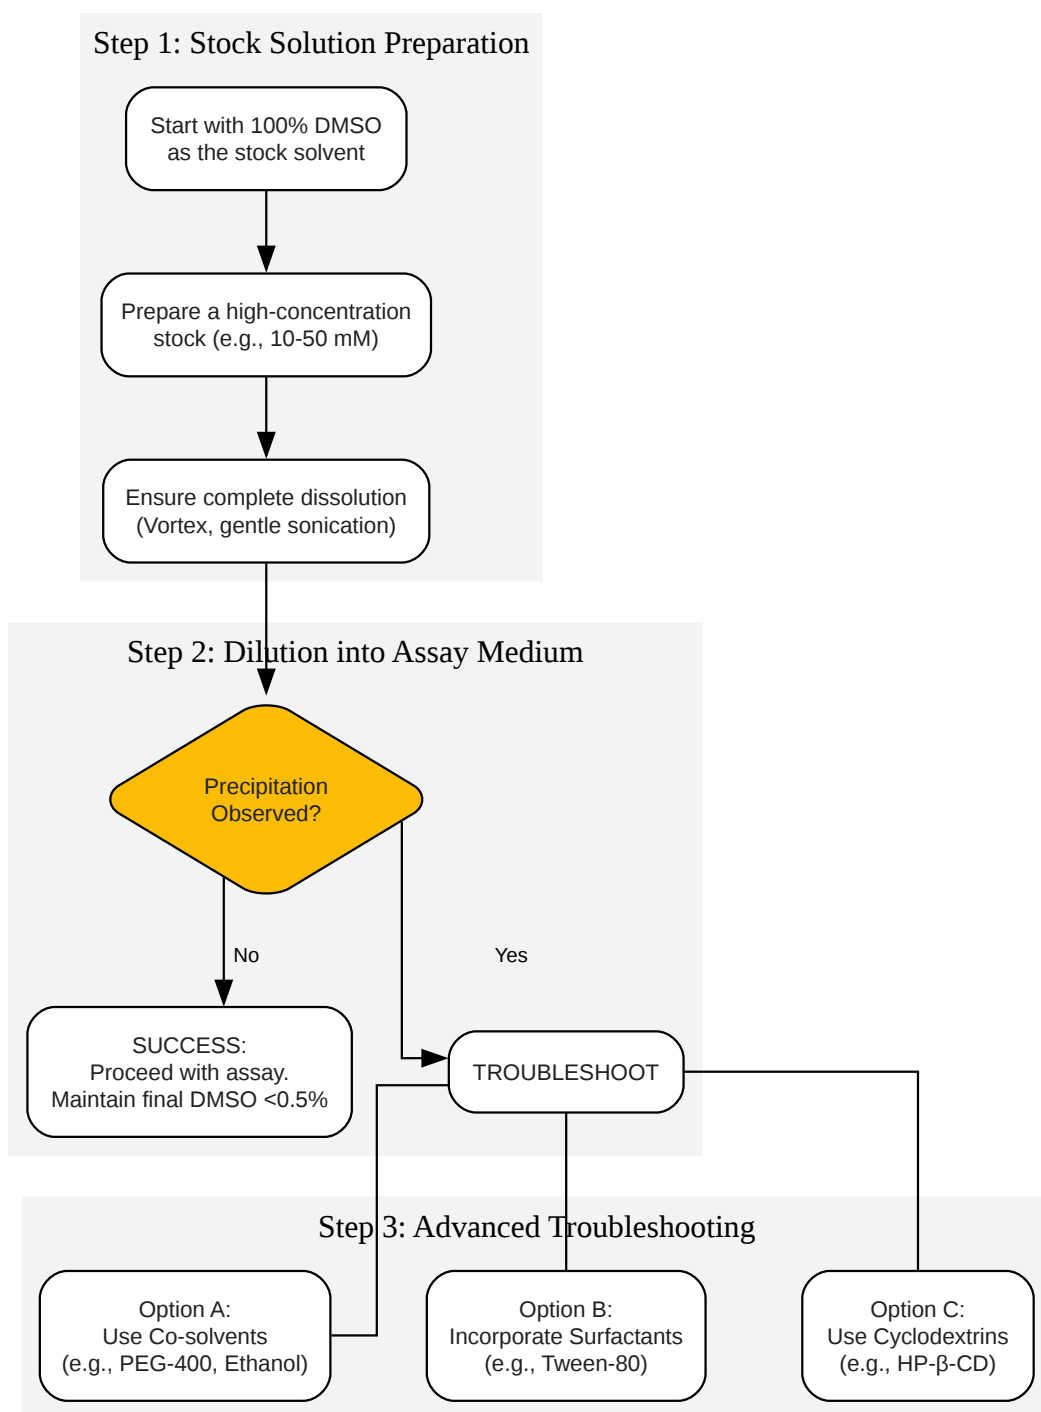 Step 1: Stock Solution Preparation
Start with 100% DMSO
as the stock solvent
Prepare a high-concentration
stock (e.g., 10-50 mM)
Ensure complete dissolution
(Vortex, gentle sonication)
Step 2: Dilution into Assay Medium
Precipitation
Observed?
No
Yes
SUCCESS:
Proceed with assay.
Maintain final DMSO <0.5%
TROUBLESHOOT
Step 3: Advanced Troubleshooting
Option A:
Use Co-solvents
(e.g., PEG-400, Ethanol)
Option B:
Incorporate Surfactants
(e.g., Tween-80)
Option C:
Use Cyclodextrins
(e.g., HP-β-CD)